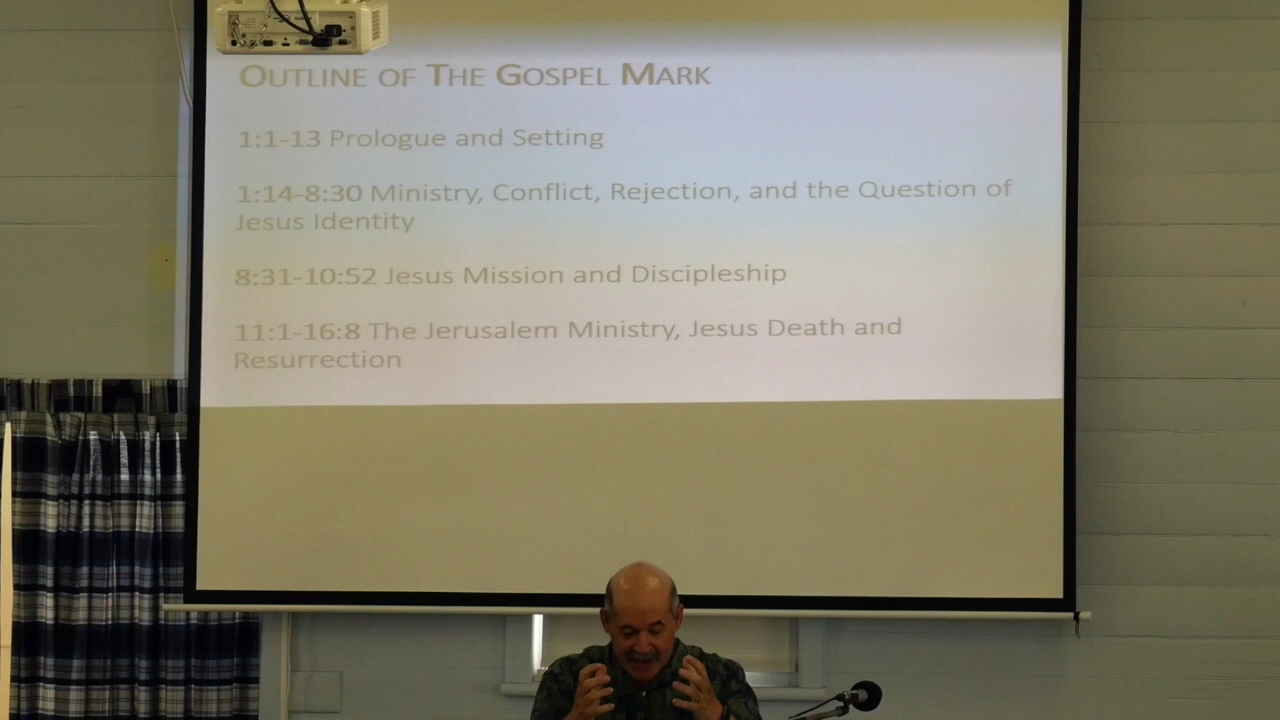 OUTLINE OF THE GOSPEL MARK
1:1-13 Prologue and Setting
1:14-8:30 Ministry, Conflict, Rejection, and the Question of
Jesus Identity
8:31-10:52 Jesus Mission and Discipleship
11:1-16:8 The Jerusalem Ministry, Jesus Death and
Resurrection